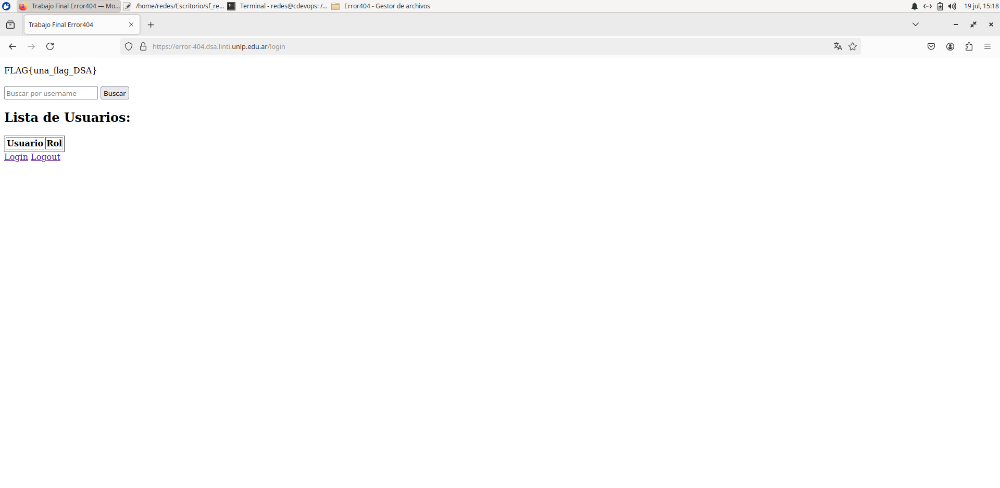 Trabajo Final Error404 — Mo... /home/redes/Escritorio/sf_re... Terminal - redes@cdevops: /... Error404 - Gestor de archivos 19 jul, 15:18
Trabajo Final Error404
https://error-404.dsa.linti.unlp.edu.ar/login
FLAG{una_flag_DSA}
Buscar por username Buscar
Lista de Usuarios:
Usuario Rol
Login Logout